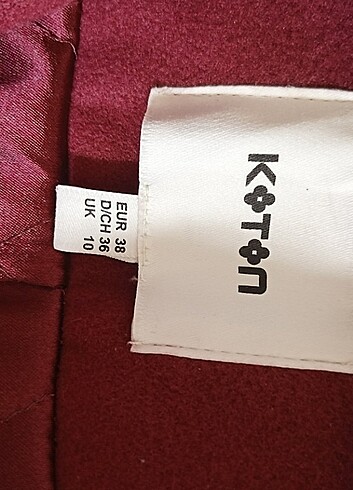 KOTON
EUR 38
D/CH 36
UK 10